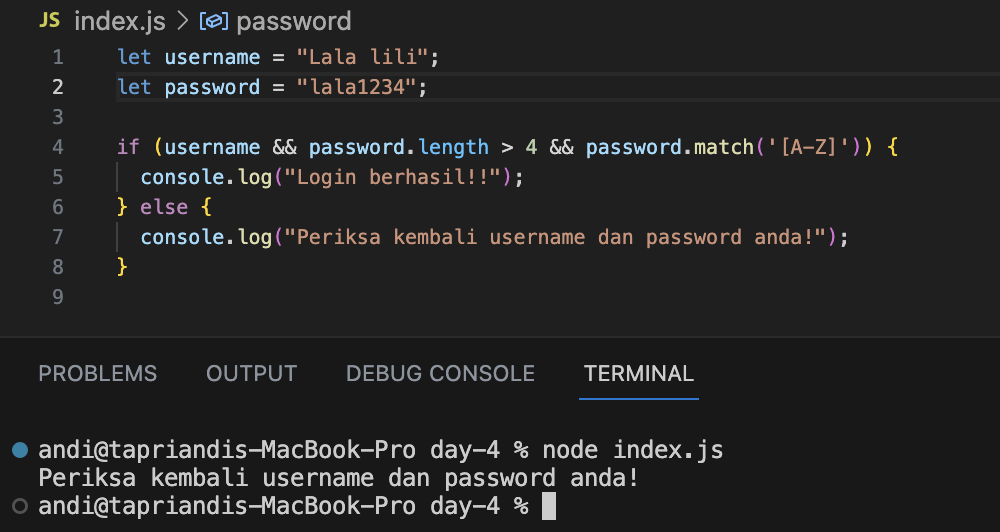 JS index.js > password
1 let username = "Lala lili";
2 let password = "lala1234";
3
4 if (username && password.length > 4 && password.match('[A-Z]')) {
5   console.log("Login berhasil!!");
6 } else {
7   console.log("Periksa kembali username dan password anda!");
8 }
9
PROBLEMS OUTPUT DEBUG CONSOLE TERMINAL
andi@tapriandis-MacBook-Pro day-4 % node index.js
Periksa kembali username dan password anda!
andi@tapriandis-MacBook-Pro day-4 %